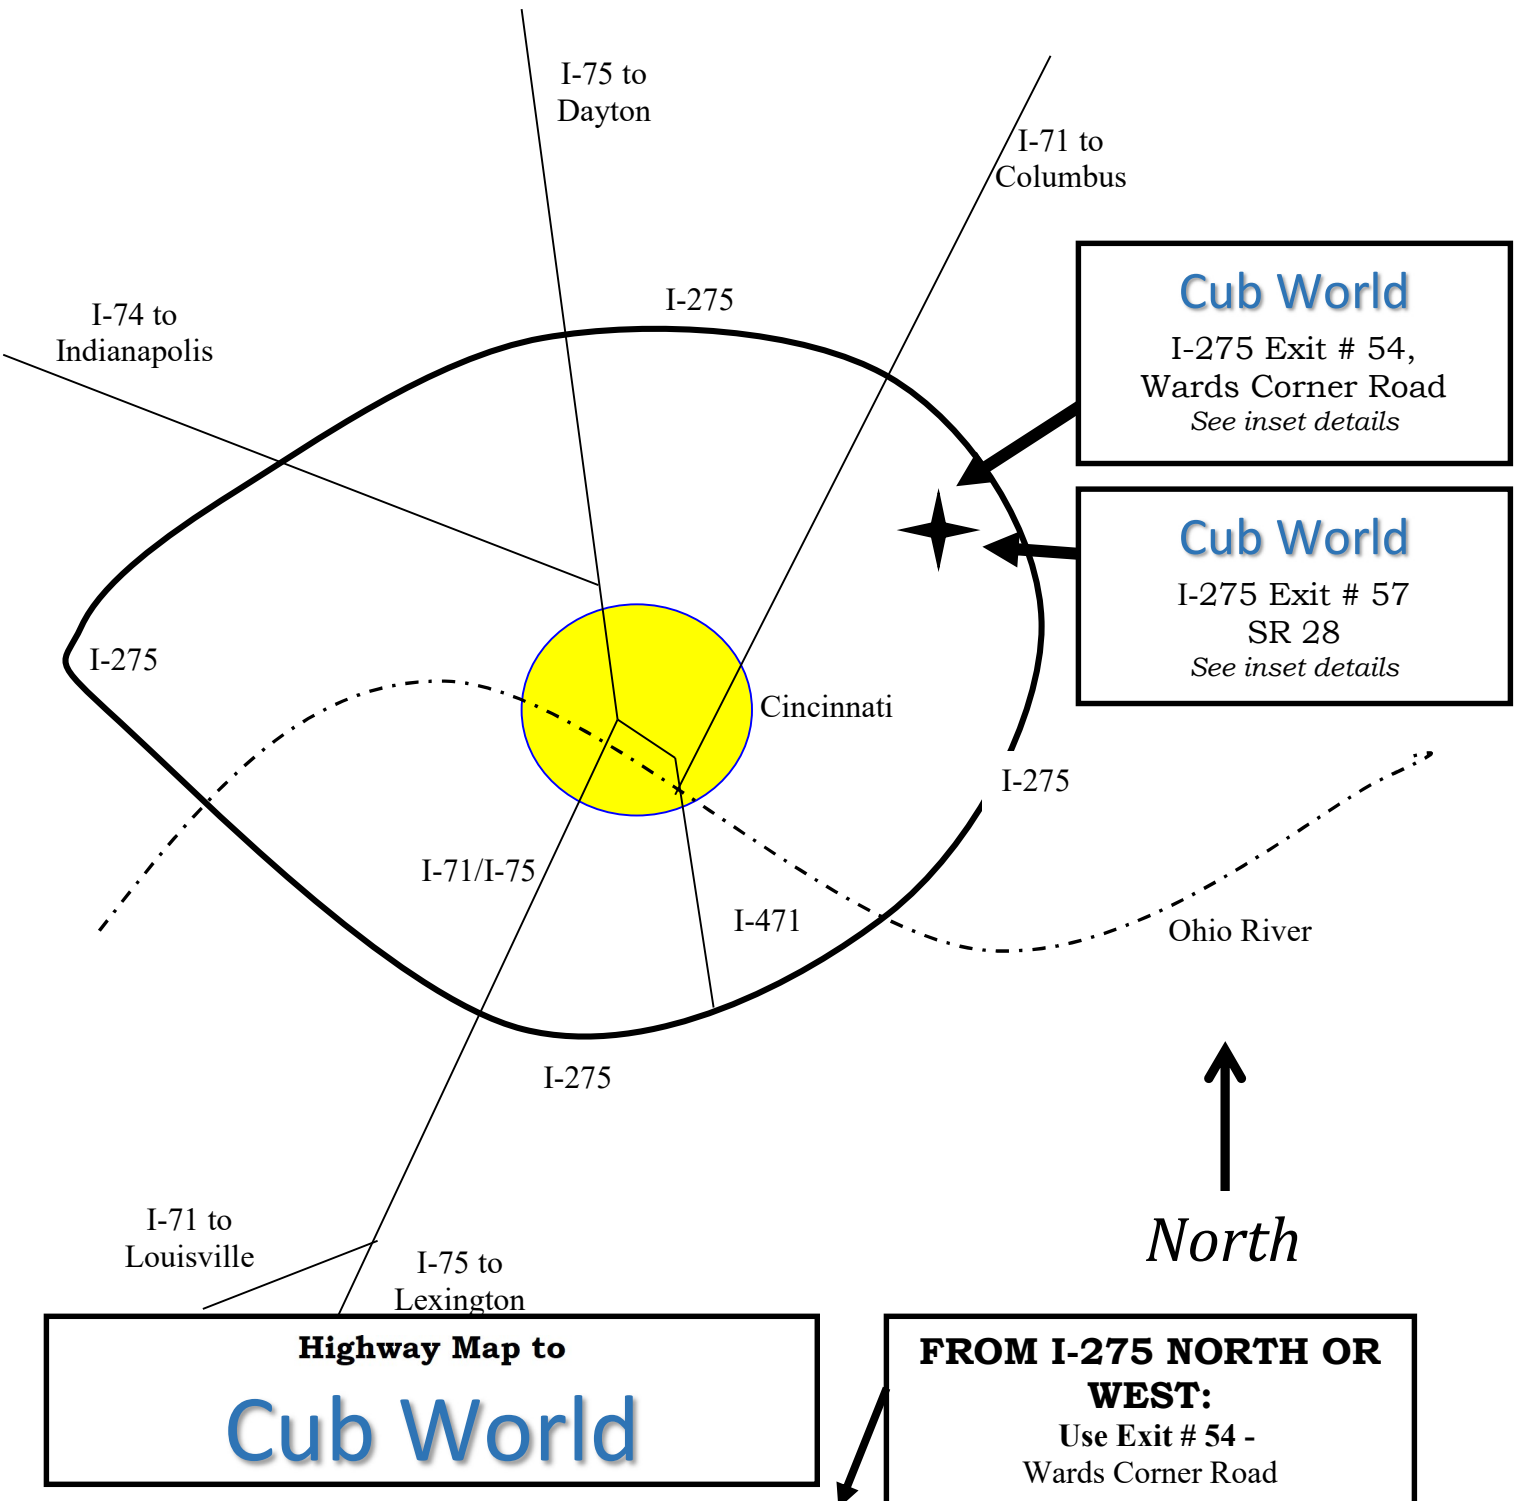 I-75 to
Dayton
I-71 to
Columbus
I-275
I-74 to
Indianapolis
Cub World
I-275 Exit # 54,
Wards Corner Road
See inset details
Cub World
I-275 Exit # 57
SR 28
See inset details
I-275
Cincinnati
I-275
I-71/I-75
I-471
Ohio River
I-275
North
I-71 to
Louisville
I-75 to
Lexington
Highway Map to
Cub World
FROM I-275 NORTH OR
WEST:
Use Exit # 54 -
Wards Corner Road